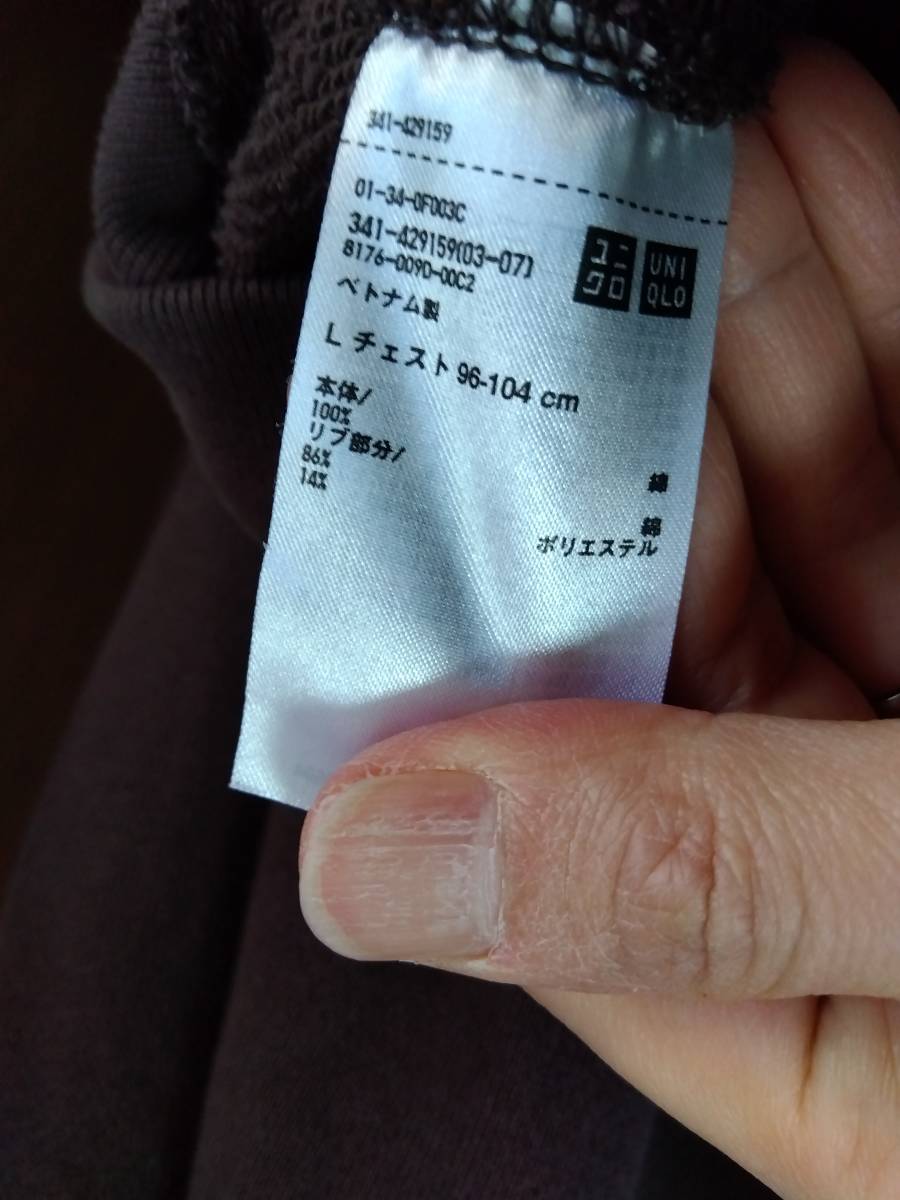 341-429159
01-34-0F003C
341-429159(03-07)
8176-009D-00C2
ユニクロ
UNIQLO
ベトナム製
L チェスト 96-104 cm
本体/
100% 綿
リブ部分/
86% 綿
14% ポリエステル